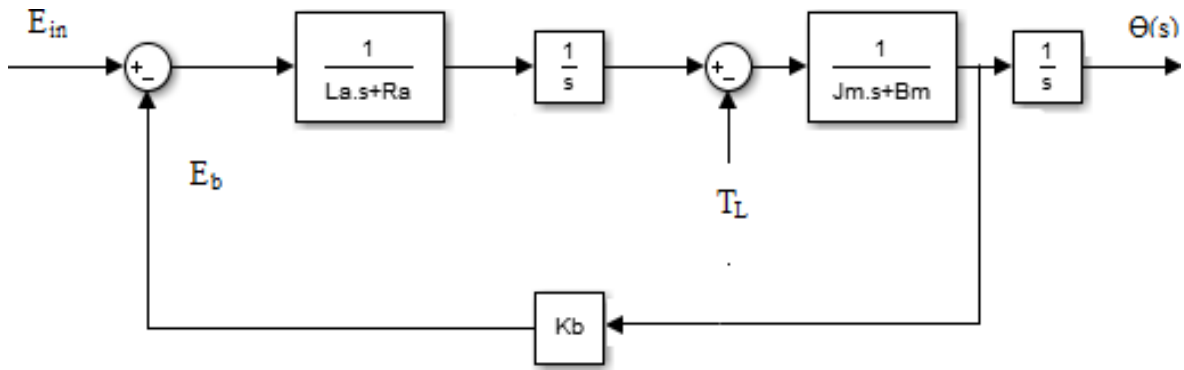 E_in
+
−
1
La.s+Ra
1
s
+
−
1
Jm.s+Bm
1
s
Θ(s)
E_b
T_L
.
Kb